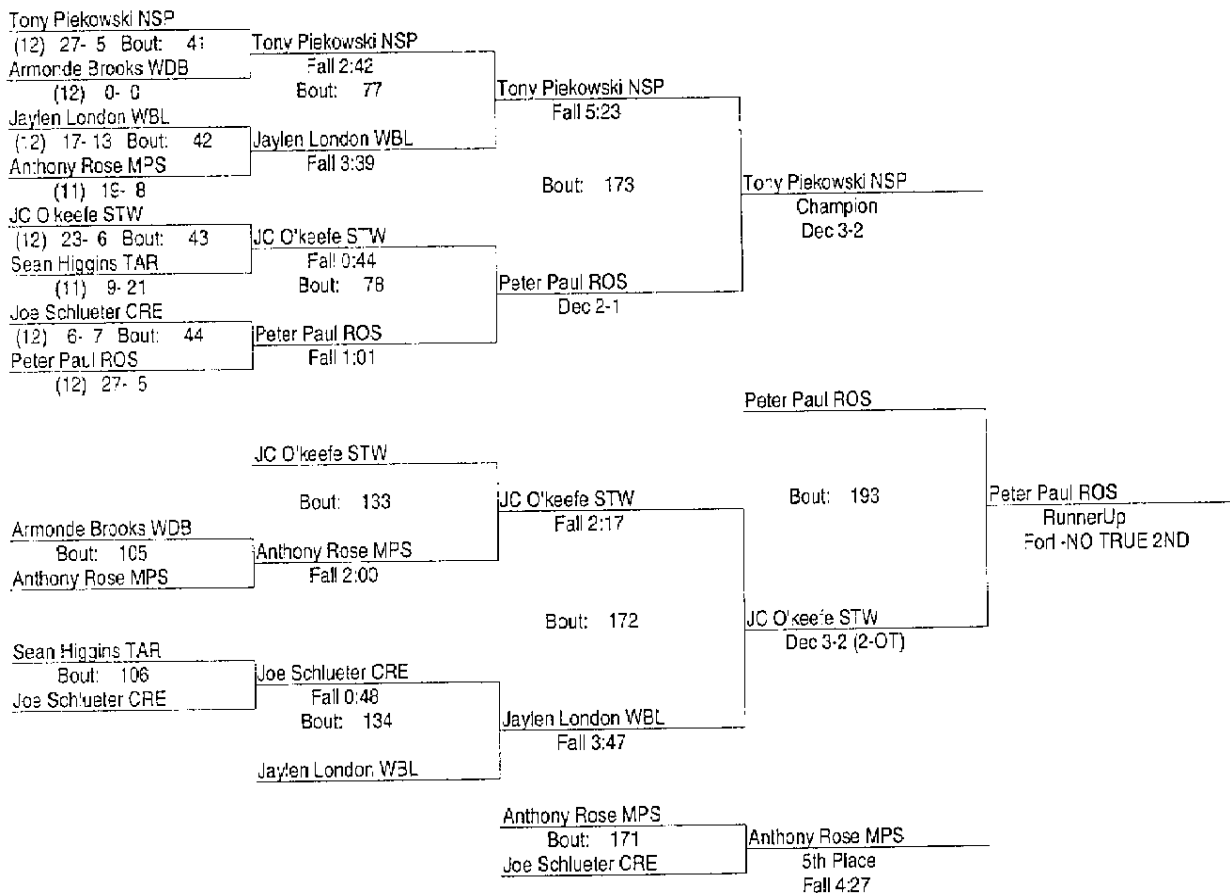 Tony Piekowski NSP
(12) 27- 5 Bout: 41
Armonde Brooks WDB
(12) 0- 0
Jaylen London WBL
(12) 17- 13 Bout: 42
Anthony Rose MPS
(11) 19- 8
JC O'keefe STW
(12) 23- 6 Bout: 43
Sean Higgins TAR
(11) 9- 21
Joe Schlueter CRE
(12) 6- 7 Bout: 44
Peter Paul ROS
(12) 27- 5
Tony Piekowski NSP
Fall 2:42
Bout: 77
Jaylen London WBL
Fall 3:39
JC O'keefe STW
Fall 0:44
Bout: 78
Peter Paul ROS
Fall 1:01
Tony Piekowski NSP
Fall 5:23
Bout: 173
Peter Paul ROS
Dec 2-1
Tony Piekowski NSP
Champion
Dec 3-2
Armonde Brooks WDB
Bout: 105
Anthony Rose MPS
Sean Higgins TAR
Bout: 106
Joe Schlueter CRE
JC O'keefe STW
Bout: 133
Anthony Rose MPS
Fall 2:00
Joe Schlueter CRE
Fall 0:48
Bout: 134
Jaylen London WBL
JC O'keefe STW
Fall 2:17
Bout: 172
Jaylen London WBL
Fall 3:47
Peter Paul ROS
Bout: 193
JC O'keefe STW
Dec 3-2 (2-OT)
Peter Paul ROS
RunnerUp
Forf -NO TRUE 2ND
Anthony Rose MPS
Bout: 171
Joe Schlueter CRE
Anthony Rose MPS
5th Place
Fall 4:27